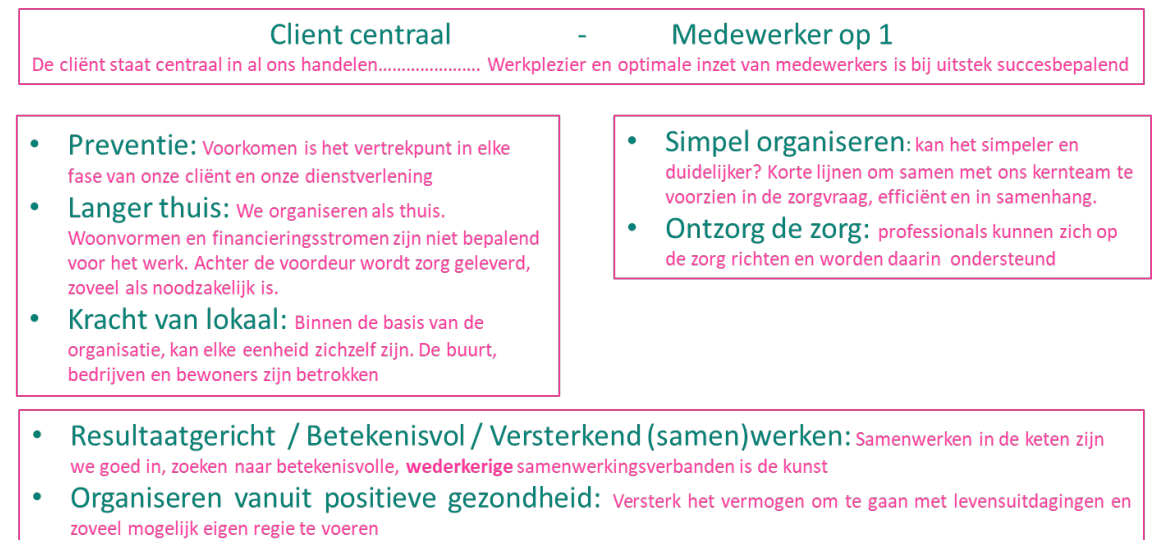 Client centraal - Medewerker op 1
De cliënt staat centraal in al ons handelen...................... Werkplezier en optimale inzet van medewerkers is bij uitstek succesbepalend
• Preventie: Voorkomen is het vertrekpunt in elke
fase van onze cliënt en onze dienstverlening
• Langer thuis: We organiseren als thuis.
Woonvormen en financieringsstromen zijn niet bepalend
voor het werk. Achter de voordeur wordt zorg geleverd,
zoveel als noodzakelijk is.
• Kracht van lokaal: Binnen de basis van de
organisatie, kan elke eenheid zichzelf zijn. De buurt,
bedrijven en bewoners zijn betrokken
• Simpel organiseren: kan het simpeler en
duidelijker? Korte lijnen om samen met ons kernteam te
voorzien in de zorgvraag, efficiënt en in samenhang.
• Ontzorg de zorg: professionals kunnen zich op
de zorg richten en worden daarin ondersteund
• Resultaatgericht / Betekenisvol / Versterkend (samen)werken: Samenwerken in de keten zijn
we goed in, zoeken naar betekenisvolle, wederkerige samenwerkingsverbanden is de kunst
• Organiseren vanuit positieve gezondheid: Versterk het vermogen om te gaan met levensuitdagingen en
zoveel mogelijk eigen regie te voeren